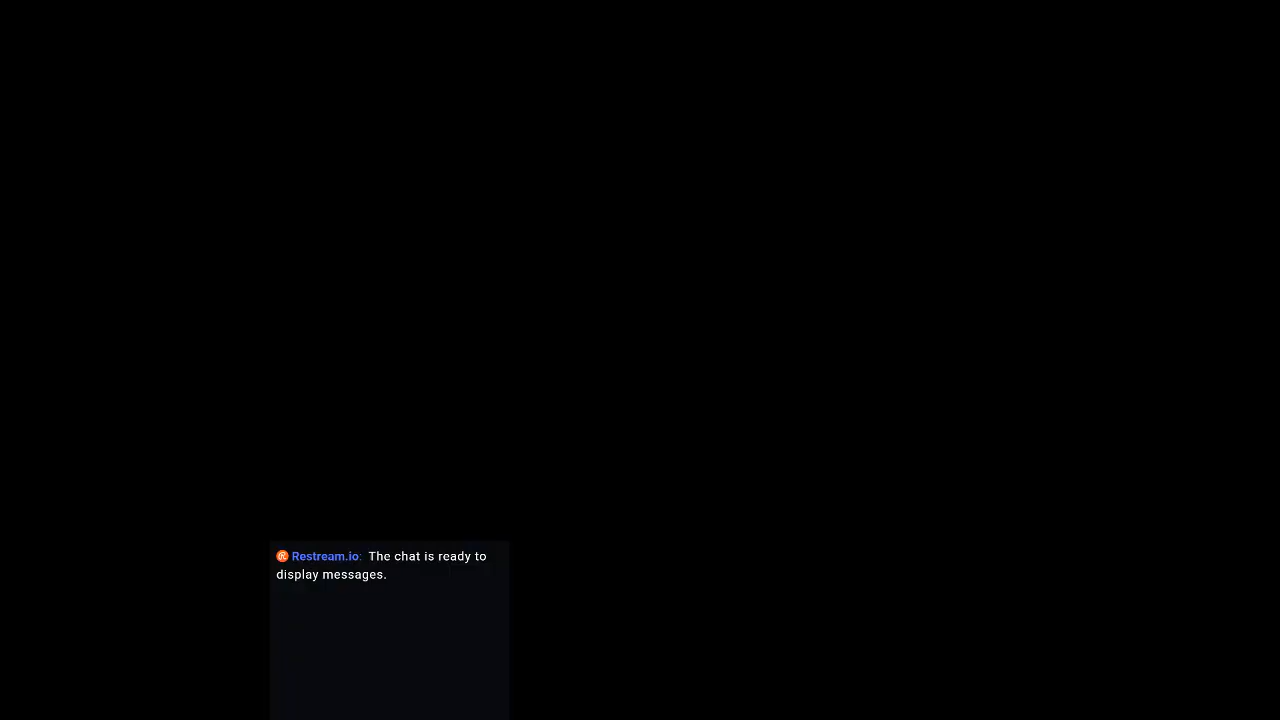 Restream.io: The chat is ready to
display messages.